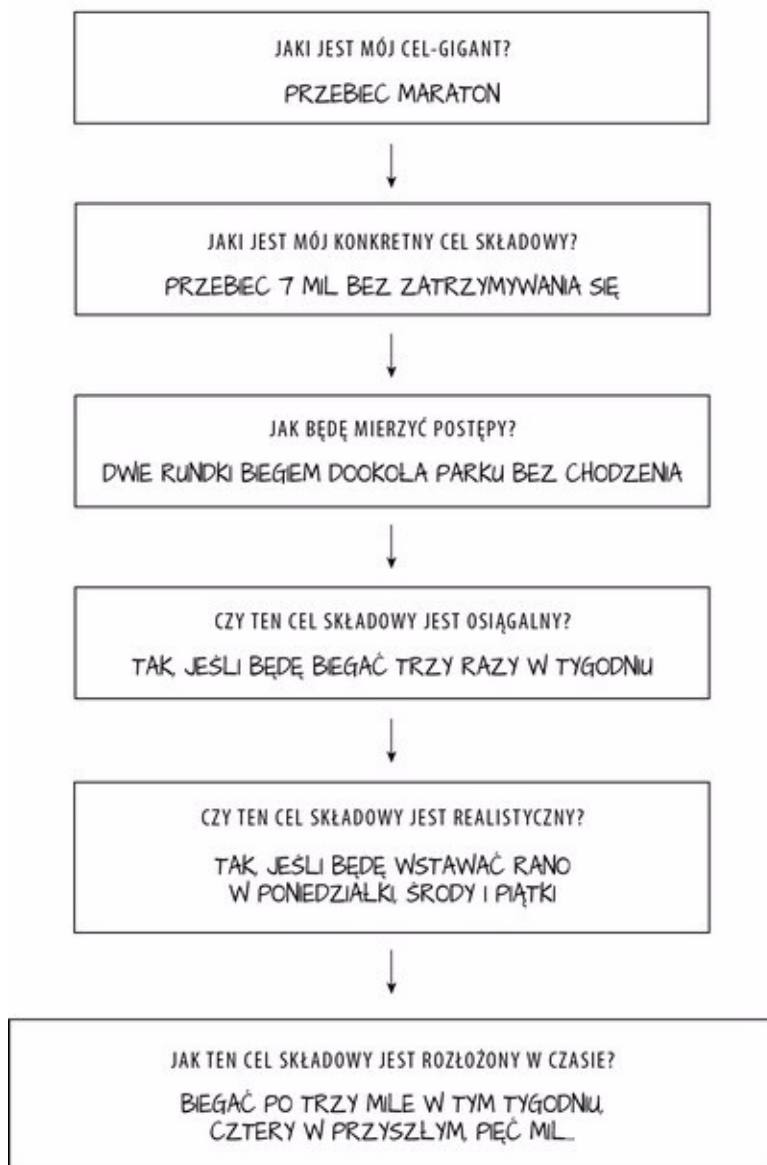 JAKI JEST MÓJ CEL-GIGANT?
PRZEBIEC MARATON
JAKI JEST MÓJ KONKRETNY CEL SKŁADOWY?
PRZEBIEC 7 MIL BEZ ZATRZYMYWANIA SIĘ
JAK BĘDĘ MIERZYĆ POSTĘPY?
DWIE RUNDKI BIEGIEM DOOKOŁA PARKU BEZ CHODZENIA
CZY TEN CEL SKŁADOWY JEST OSIĄGALNY?
TAK, JEŚLI BĘDĘ BIEGAĆ TRZY RAZY W TYGODNIU
CZY TEN CEL SKŁADOWY JEST REALISTYCZNY?
TAK, JEŚLI BĘDĘ WSTAWAĆ RANO
W PONIEDZIAŁKI, ŚRODY I PIĄTKI
JAK TEN CEL SKŁADOWY JEST ROZŁOŻONY W CZASIE?
BIEGAĆ PO TRZY MILE W TYM TYGODNIU,
CZTERY W PRZYSZŁYM, PIĘĆ MIL...